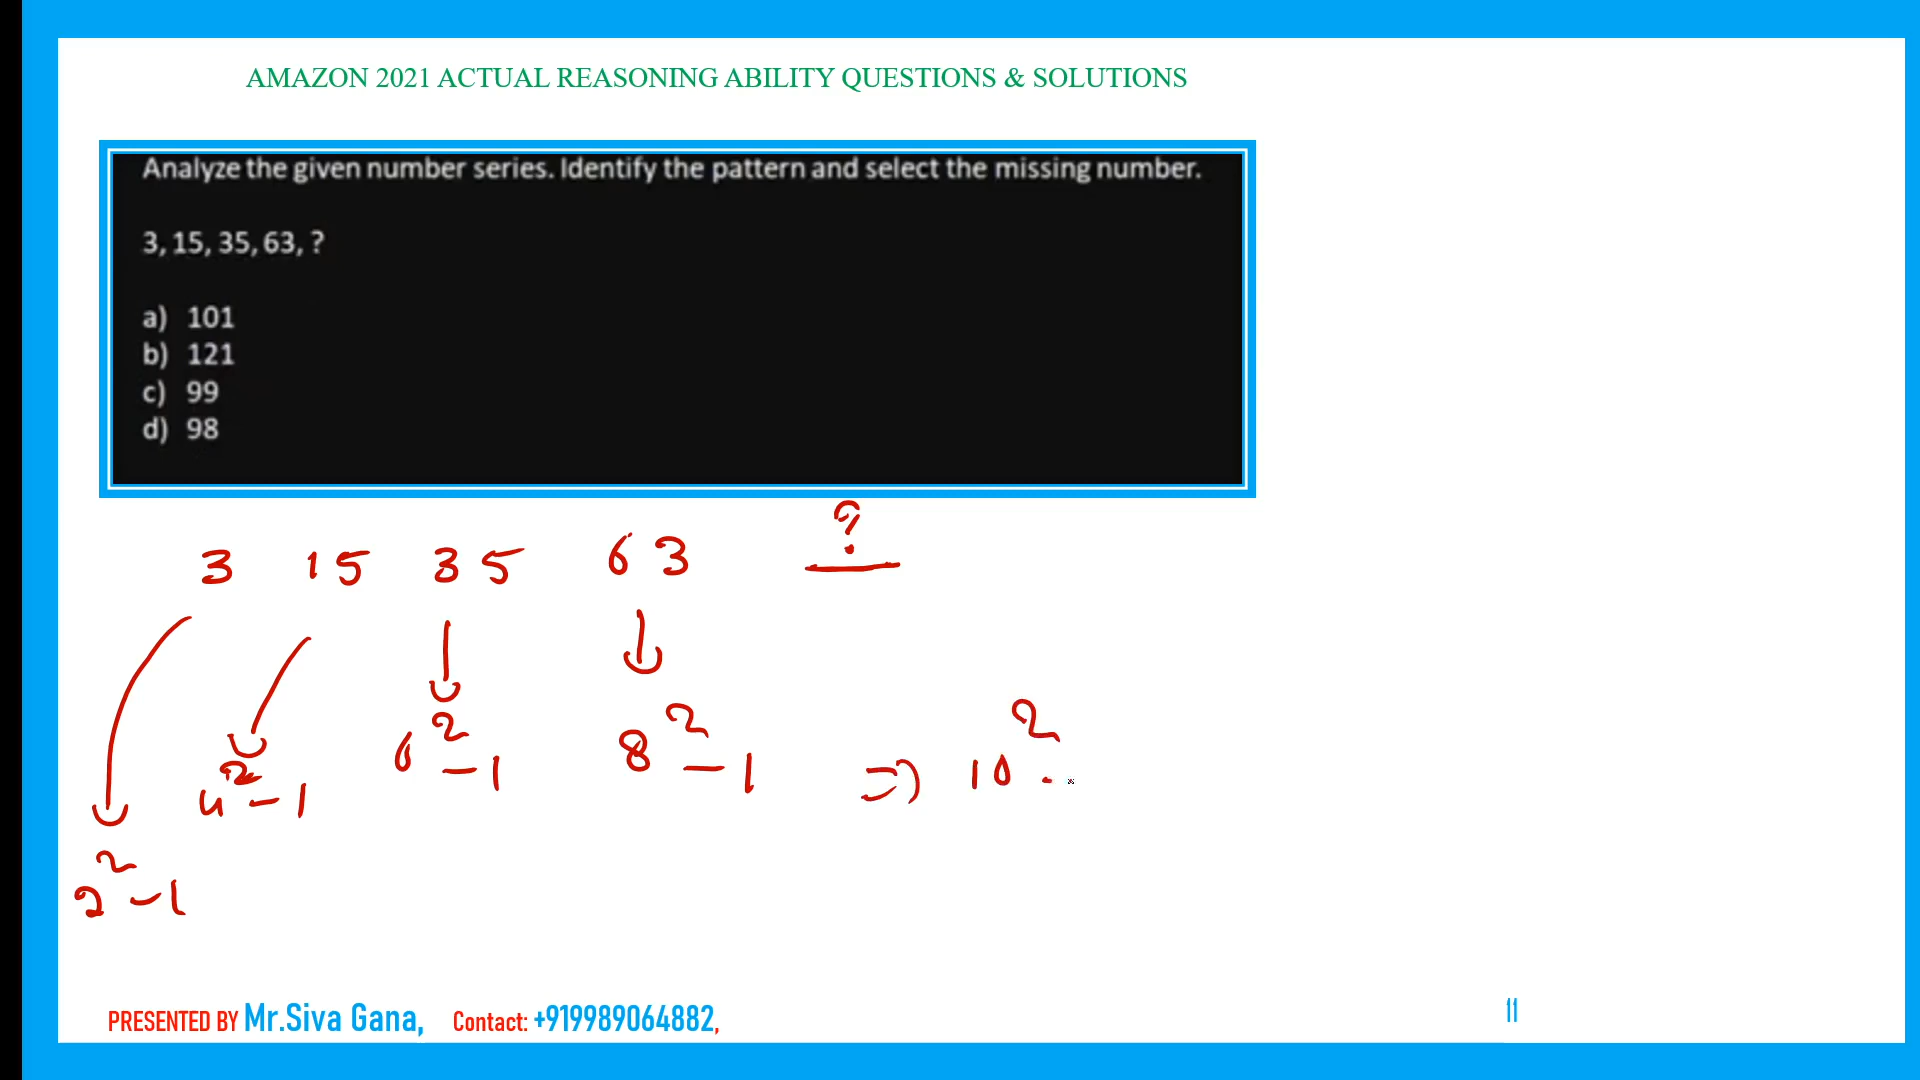 AMAZON 2021 ACTUAL REASONING ABILITY QUESTIONS & SOLUTIONS
Analyze the given number series. Identify the pattern and select the missing number.
3, 15, 35, 63, ?
a) 101
b) 121
c) 99
d) 98
3 15 35 63 ?
2² - 1 4² - 1 6² - 1 8² - 1 => 10² -
PRESENTED BY Mr.Siva Gana, Contact: +919989064882,
11